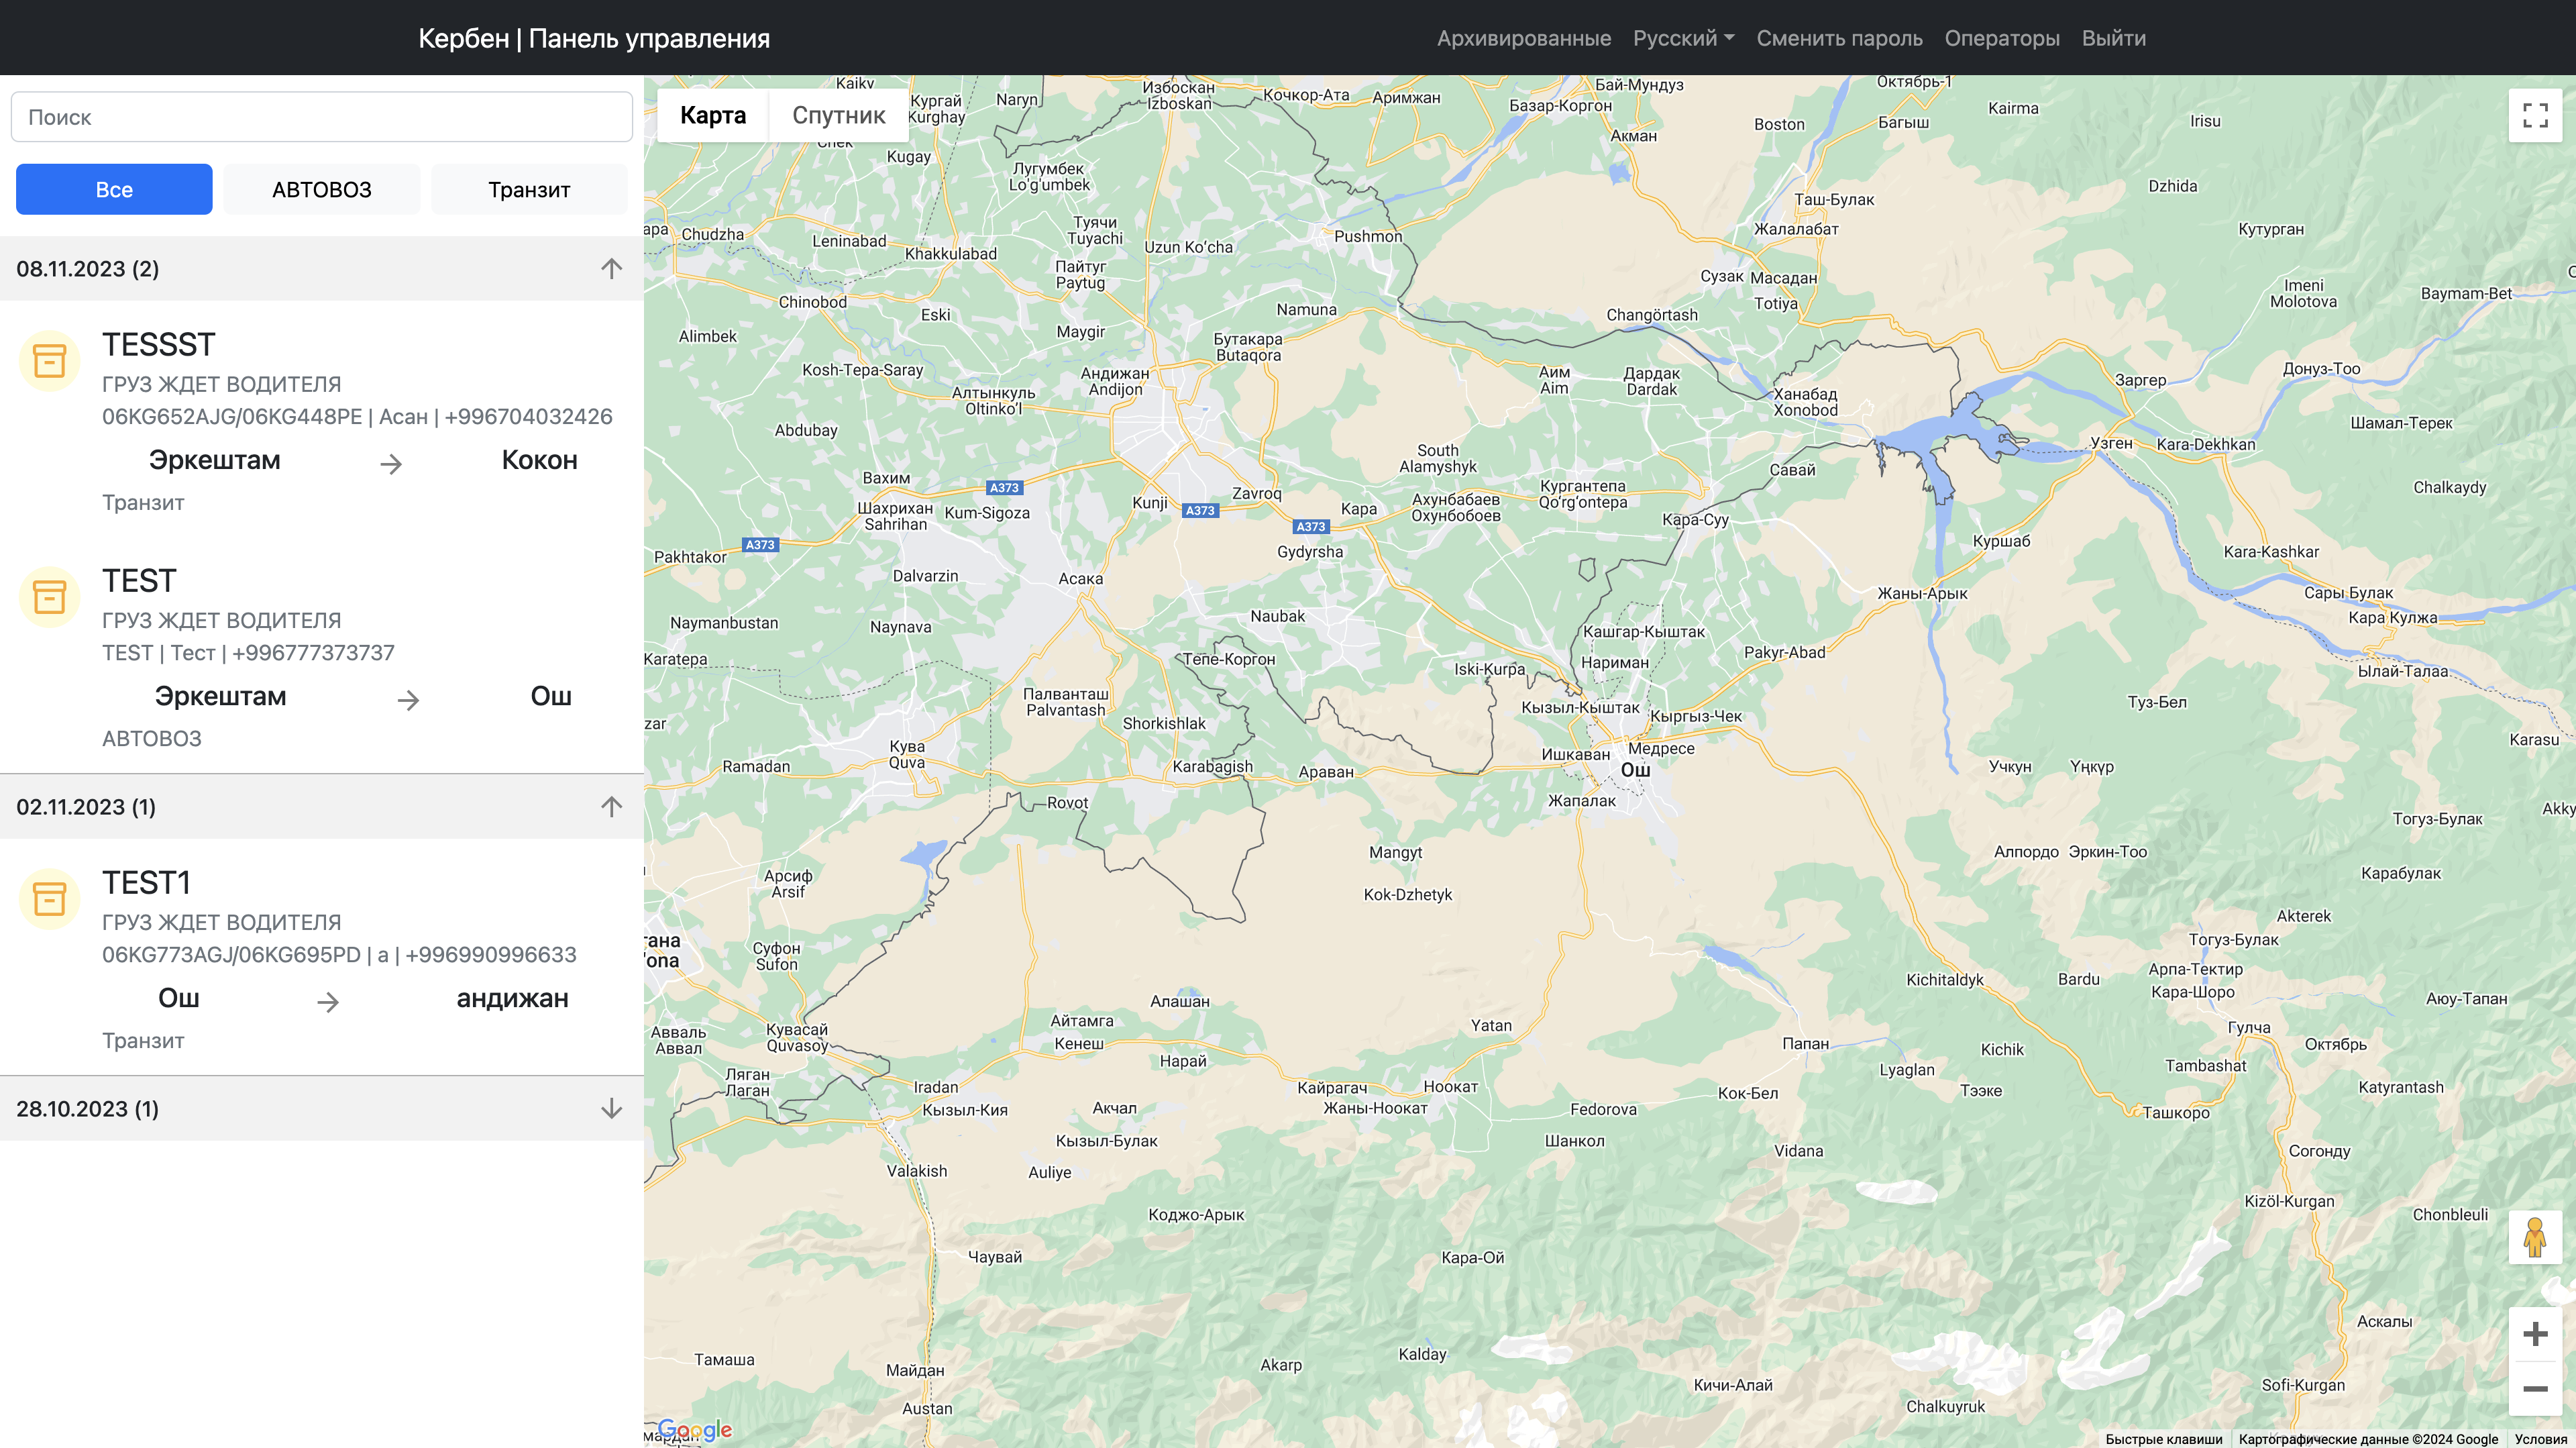 Кербен | Панель управления
Архивированные Русский Сменить пароль Операторы Выйти
Поиск
Все АВТОВОЗ Транзит
08.11.2023 (2)
TESSST
ГРУЗ ЖДЕТ ВОДИТЕЛЯ
06KG652AJG/06KG448PE | Асан | +996704032426
Эркештам → Кокон
Транзит
TEST
ГРУЗ ЖДЕТ ВОДИТЕЛЯ
TEST | Тест | +996777373737
Эркештам → Ош
АВТОВОЗ
02.11.2023 (1)
TEST1
ГРУЗ ЖДЕТ ВОДИТЕЛЯ
06KG773AGJ/06KG695PD | a | +996990996633
Ош → андижан
Транзит
28.10.2023 (1)
Карта Спутник
Kaiky
Кургай
Kurghay
Naryn
Избоскан
Izboskan
Кочкор-Ата
Аримжан
Базар-Коргон
Бай-Мундуз
Акман
Boston
Октябрь-1
Багыш
Kairma
Irisu
Chek
Kugay
Лугумбек
Lo'g'umbek
Dzhida
Таш-Булак
Жалалабат
Кутурган
Туячи
Tuyachi
Chudzha
Leninabad
Khakkulabad
Uzun Ko'cha
Pushmon
Пайтуг
Paytug
Сузак
Масадан
Totiya
Imeni
Molotova
Baymam-Bet
Chinobod
Eski
Alimbek
Maygir
Namuna
Changörtash
Бутакара
Butaqora
Kosh-Tepa-Saray
Андижан
Andijon
Алтынкуль
Oltinko'l
Аим
Aim
Дардак
Dardak
Ханабад
Xonobod
Заргер
Донуз-Тоо
Abdubay
South
Alamyshyk
Савай
Узген
Kara-Dekhkan
Шамал-Терек
Вахим
A373
Шахрихан
Sahrihan
Kum-Sigoza
Kunji
A373
Zavroq
A373
Кара
Ахунбабаев
Охунбобоев
Кургантепа
Qo'rg'ontepa
Кара-Суу
Chalkaydy
Pakhtakor
A373
Gydyrsha
Куршаб
Kara-Kashkar
Dalvarzin
Асака
Жаны-Арык
Сары Булак
Кара Кулжа
Naymanbustan
Naynava
Naubak
Кашгар-Кыштак
Karatepa
Тепе-Коргон
Iski-Kurpa
Нариман
Pakyr-Abad
Ылай-Талаа
Палванташ
Palvantash
Кызыл-Кыштак
Кыргыз-Чек
Туз-Бел
zar
Shorkishlak
Кува
Quva
Ишкаван
Медресе
Karasu
Ramadan
Karabagish
Араван
Ош
Учкун
Үңкүр
Rovot
Жапалак
Тогуз-Булак
Mangyt
Алпордо
Эркин-Тоо
Арсиф
Arsif
Kok-Dzhetyk
Карабулак
Akterek
Тогуз-Булак
Суфон
Sufon
Kichitaldyk
Bardu
Арпа-Тектир
Кара-Шоро
Аюу-Тапан
Алашан
Айтамга
Кенеш
Yatan
Гулча
Авваль
Аввал
Кувасай
Quvasoy
Нарай
Папан
Kichik
Октябрь
Ляган
Лаган
Iradan
Кайрагач
Ноокат
Lyaglan
Tambashat
Кызыл-Кия
Акчал
Жаны-Ноокат
Fedorova
Кок-Бел
Тээке
Katyrantash
Ташкоро
Кызыл-Булак
Шанкол
Vidana
Согонду
Valakish
Auliye
Kizöl-Kurgan
Коджо-Арык
Chonbleuli
Чаувай
Кара-Ой
Аскалы
Тамаша
Майдан
Akarp
Kalday
Кичи-Алай
Sofi-Kurgan
Austan
Chalkuyruk
Google
Быстрые клавиши Картографические данные ©2024 Google Условия